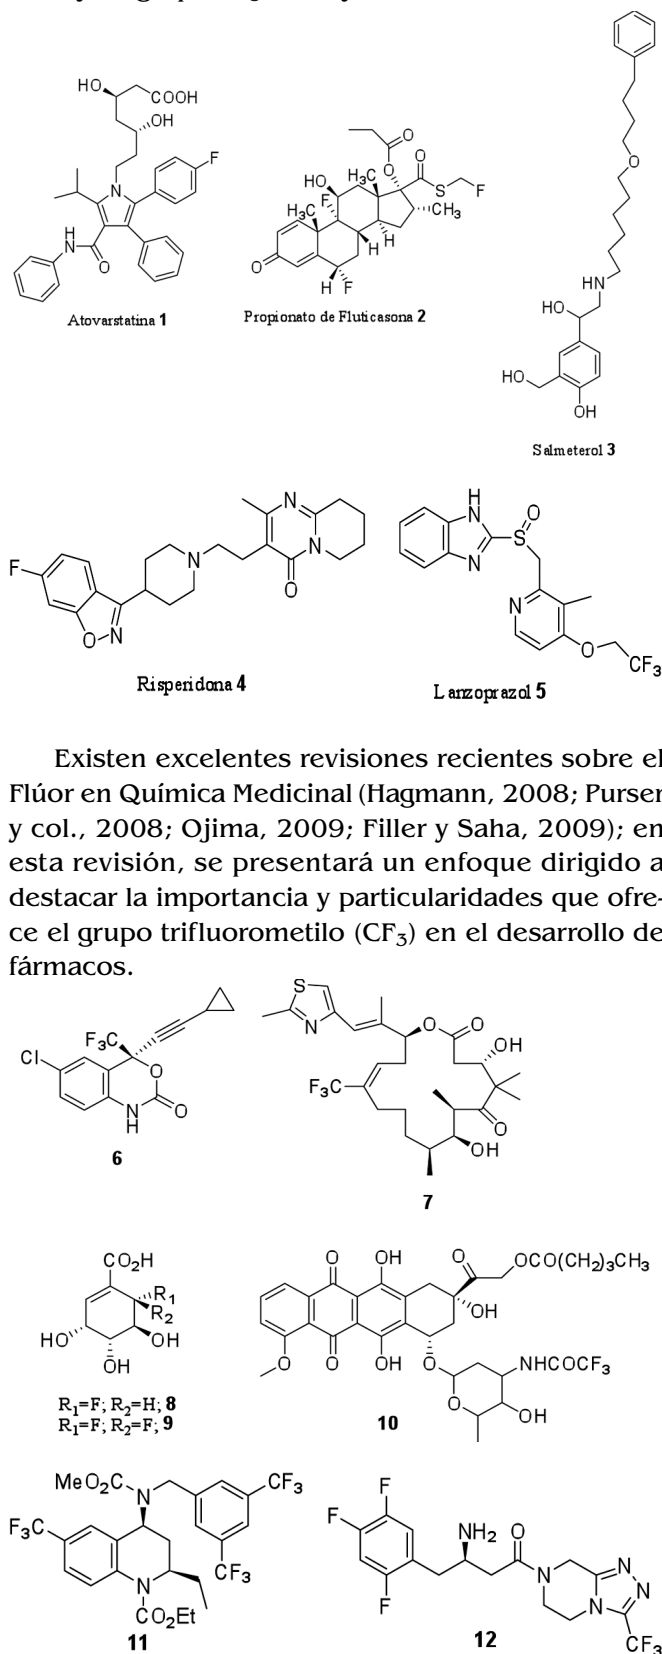 HO
COOH
OH
F
N
H
N
O
Atovarstatina 1
O
O
O
HO
H₃C
S
F
F
H₃C
CH₃
H
H
O
H
F
Propionato de Fluticasona 2
O
HN
HO
HO
OH
Salmeterol 3
N
N
O
N
F
O
N
Risperidona 4
H
N
N
O
S
N
O
CF₃
Lanzoprazol 5
Existen excelentes revisiones recientes sobre el
Flúor en Química Medicinal (Hagmann, 2008; Purser
y col., 2008; Ojima, 2009; Filler y Saha, 2009); en
esta revisión, se presentará un enfoque dirigido a
destacar la importancia y particularidades que ofre-
ce el grupo trifluorometilo (CF₃) en el desarrollo de
fármacos.
F₃C
Cl
O
N
H
O
6
S
N
O
O
OH
F₃C
O
OH
7
CO₂H
R₁
R₂
HO
OH
OH
R₁=F; R₂=H; 8
R₁=F; R₂=F; 9
O
OH
O
OCO(CH₂)₃CH₃
OH
O
O
OH
O
NHCOCF₃
O
OH
10
MeO₂C
N
CF₃
F₃C
CF₃
N
CO₂Et
11
F
F
F
NH₂
O
N
N
N
N
CF₃
12